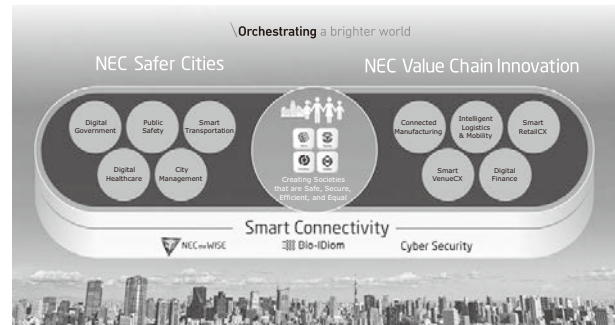 \Orchestrating a brighter world
NEC Safer Cities
NEC Value Chain Innovation
Digital
Government
Public
Safety
Smart
Transportation
Digital
Healthcare
City
Management
Creating Societies
that are Safe, Secure,
Efficient, and Equal
Connected
Manufacturing
Intelligent
Logistics
& Mobility
Smart
RetailCX
Smart
VenueCX
Digital
Finance
Smart Connectivity
NEC the WISE
Bio-IDiom
Cyber Security